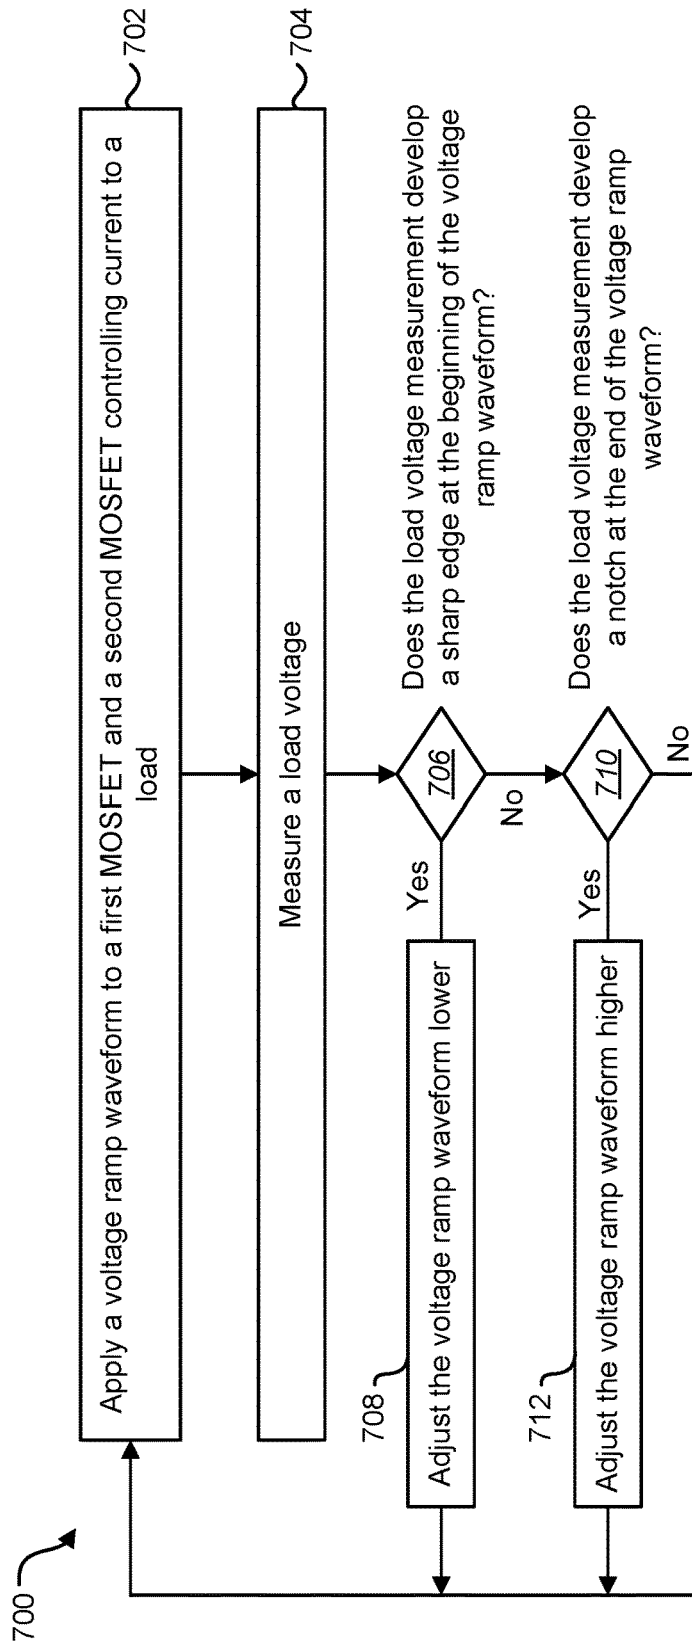 700
702
Apply a voltage ramp waveform to a first MOSFET and a second MOSFET controlling current to a
load
704
Measure a load voltage
706
Does the load voltage measurement develop
a sharp edge at the beginning of the voltage
ramp waveform?
Yes
No
708
Adjust the voltage ramp waveform lower
710
Does the load voltage measurement develop
a notch at the end of the voltage ramp
waveform?
Yes
No
712
Adjust the voltage ramp waveform higher